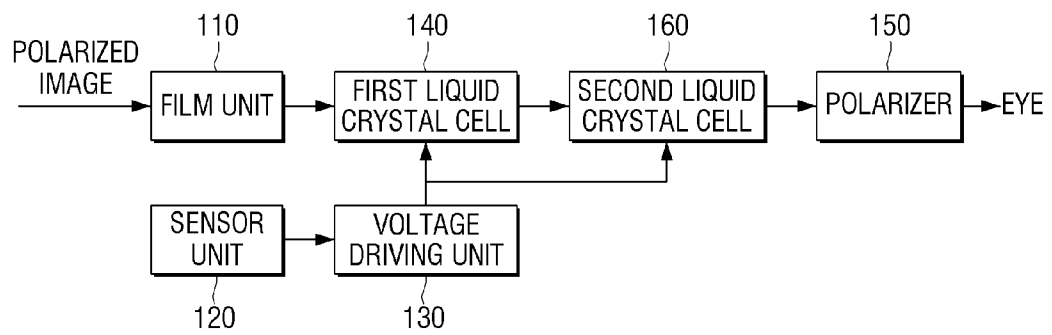 110
140
160
150
POLARIZED
IMAGE
FILM UNIT
FIRST LIQUID
CRYSTAL CELL
SECOND LIQUID
CRYSTAL CELL
POLARIZER
EYE
SENSOR
UNIT
VOLTAGE
DRIVING UNIT
120
130